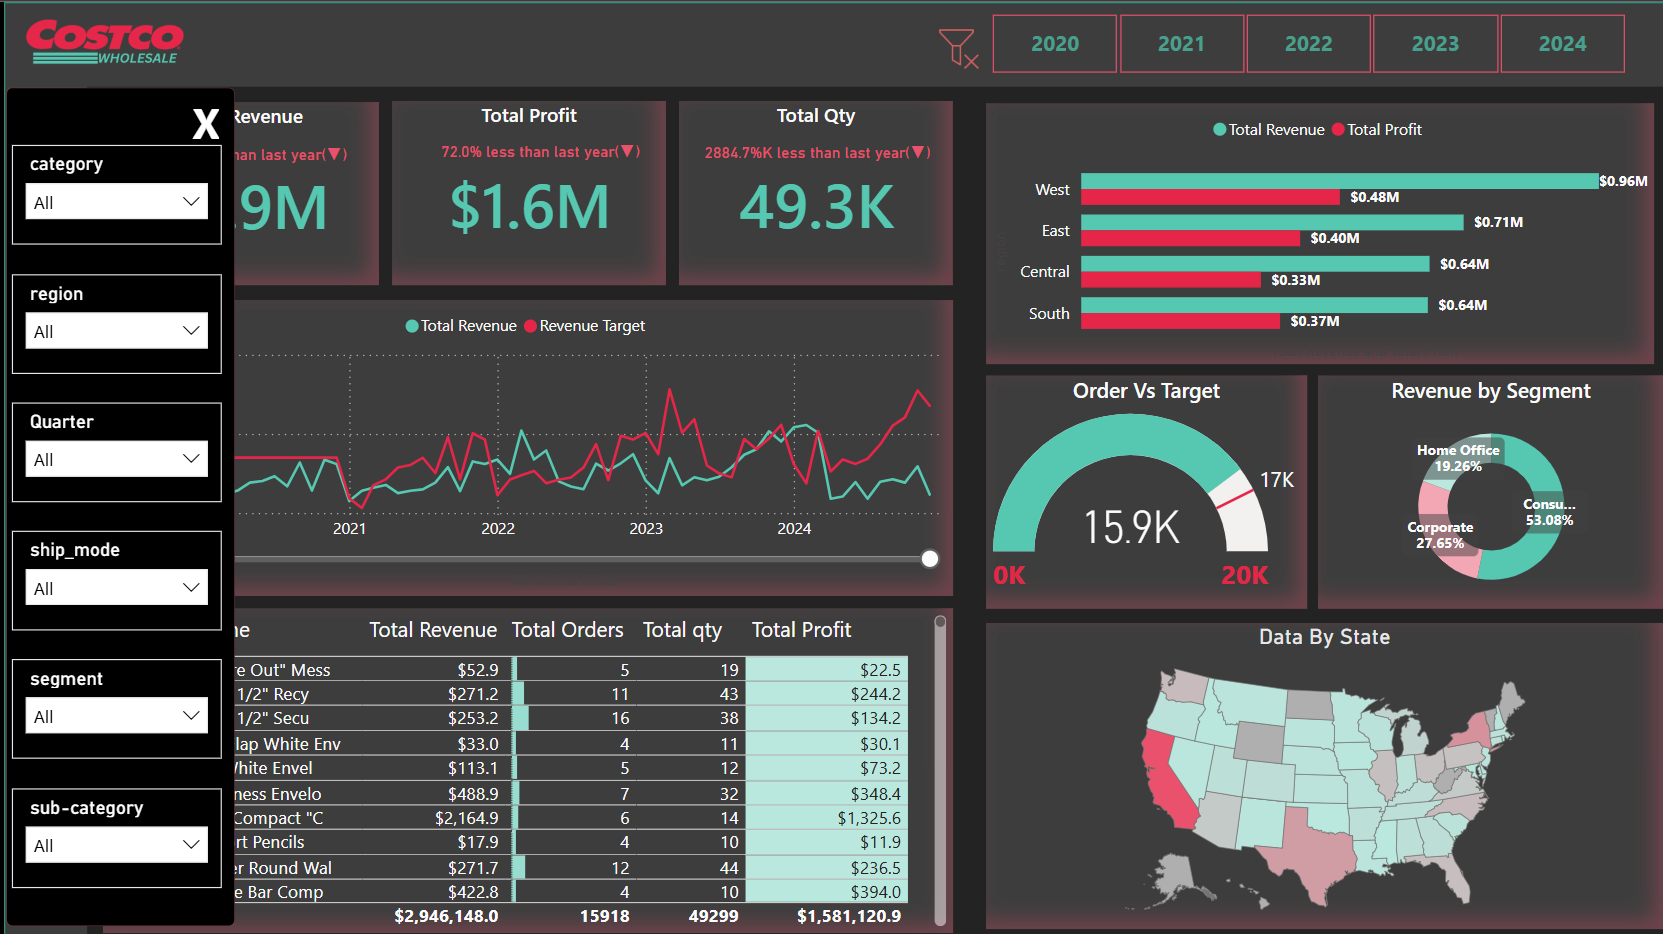 COSTCO
WHOLESALE
2020
2021
2022
2023
2024
X
category
All
region
All
Quarter
All
ship_mode
All
segment
All
sub-category
All
Revenue
than last year(▼)
.9M
Total Profit
72.0% less than last year(▼)
$1.6M
Total Qty
2884.7%K less than last year(▼)
49.3K
Total Revenue Total Profit
West
$0.96M
$0.48M
East
$0.71M
$0.40M
Central
$0.64M
$0.33M
South
$0.64M
$0.37M
Total Revenue Revenue Target
2021
2022
2023
2024
Order Vs Target
17K
15.9K
0K
20K
Revenue by Segment
Home Office
19.26%
Consu...
53.08%
Corporate
27.65%
Total Revenue Total Orders Total qty Total Profit
re Out" Mess $52.9 5 19 $22.5
1/2" Recy $271.2 11 43 $244.2
1/2" Secu $253.2 16 38 $134.2
lap White Env $33.0 4 11 $30.1
White Envel $113.1 5 12 $73.2
ness Envelo $488.9 7 32 $348.4
Compact "C $2,164.9 6 14 $1,325.6
rt Pencils $17.9 4 10 $11.9
er Round Wal $271.7 12 44 $236.5
e Bar Comp $422.8 4 10 $394.0
$2,946,148.0 15918 49299 $1,581,120.9
Data By State